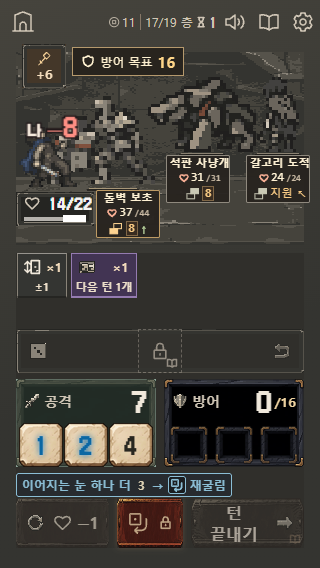 11 17/19 층 1
+6
방어 목표 16
나 -8
14/22
돌벽 보초
37/44
8
석판 사냥개
31/31
8
갈고리 도적
24/24
지원
×1
±1
×1
다음 턴 1개
공격 7
1 2 4
방어 0/16
이어지는 눈 하나 더 3 → 재굴림
-1
턴
끝내기